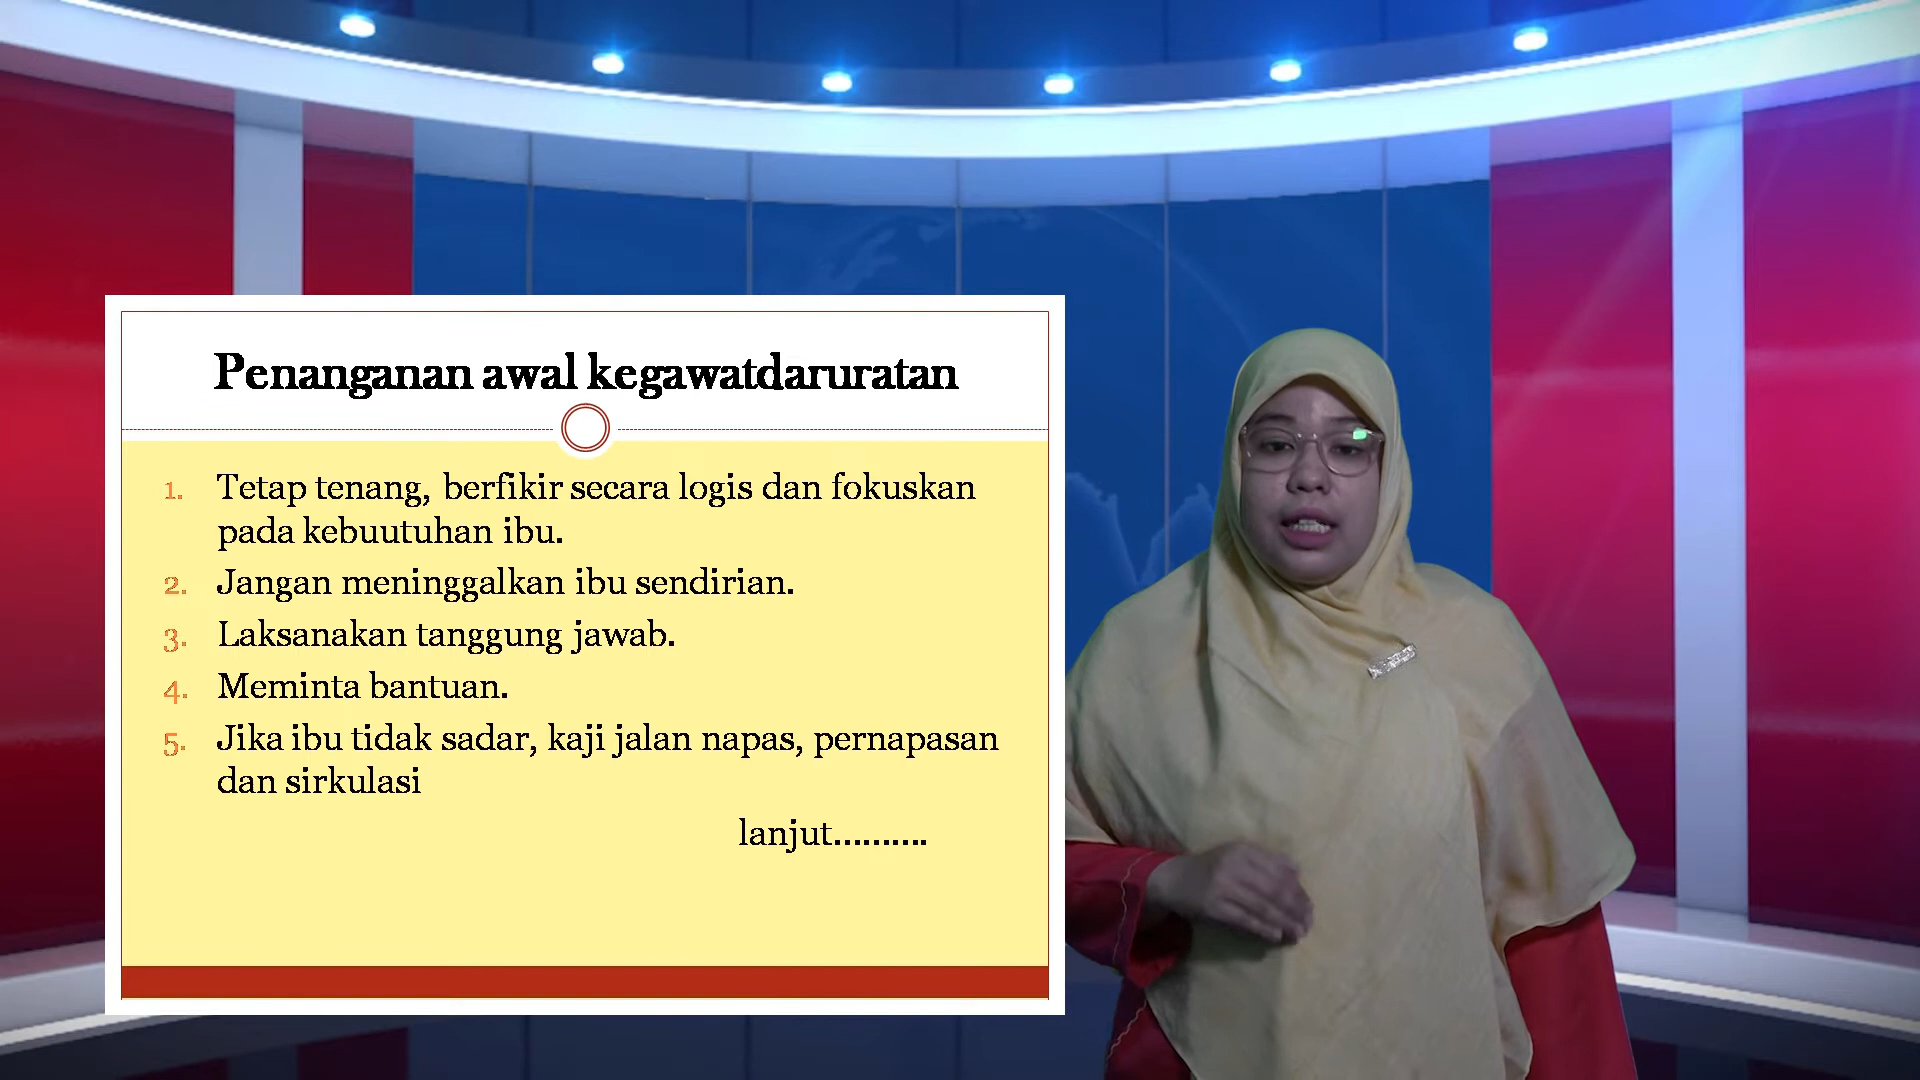 Penanganan awal kegawatdaruratan
1. Tetap tenang, berfikir secara logis dan fokuskan
pada kebuutuhan ibu.
2. Jangan meninggalkan ibu sendirian.
3. Laksanakan tanggung jawab.
4. Meminta bantuan.
5. Jika ibu tidak sadar, kaji jalan napas, pernapasan
dan sirkulasi
lanjut..........